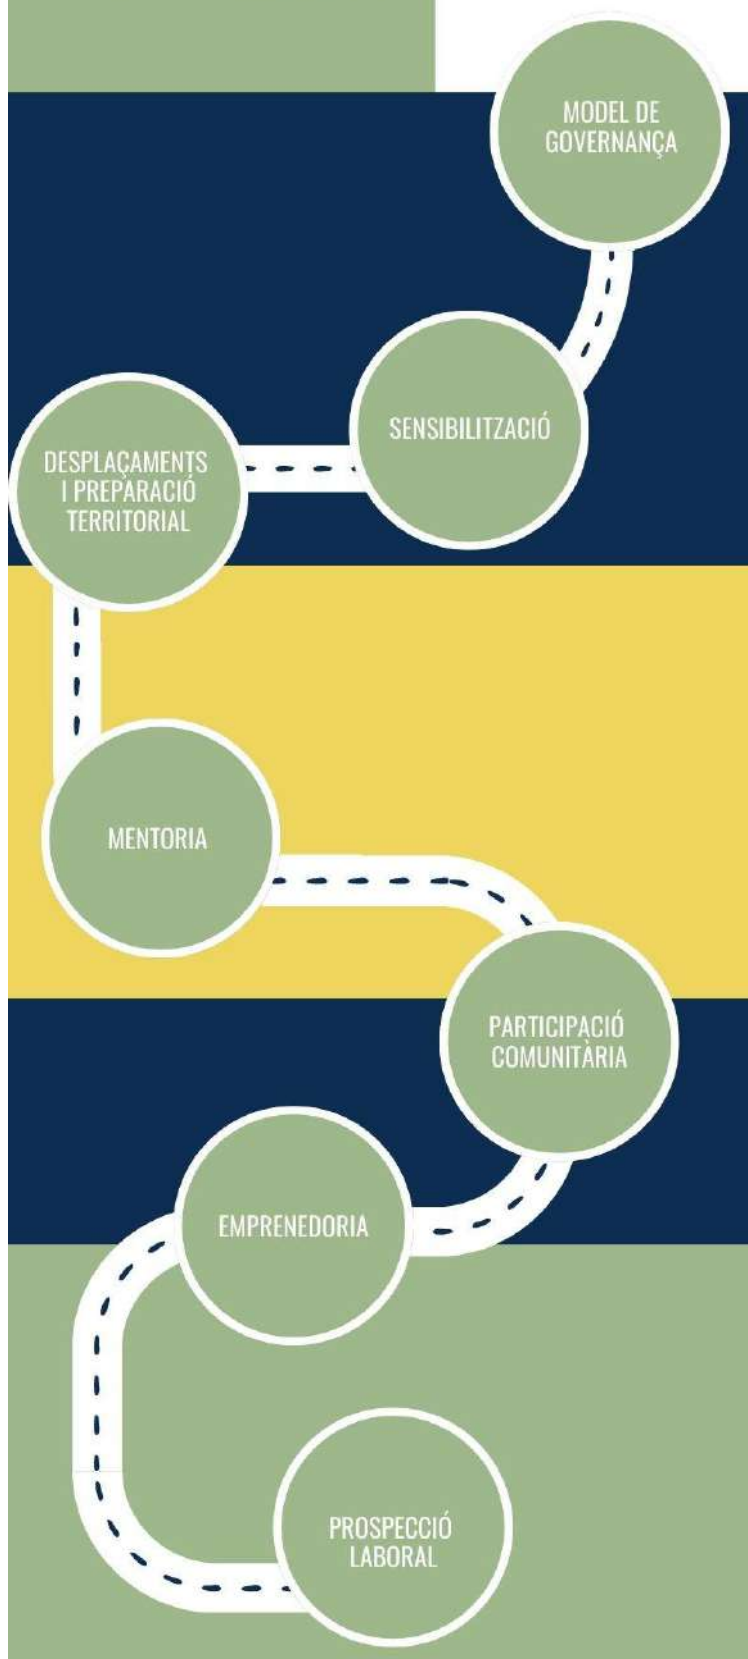 MODEL DE
GOVERNANÇA
SENSIBILITZACIÓ
DESPLAÇAMENTS
I PREPARACIÓ
TERRITORIAL
MENTORIA
PARTICIPACIÓ
COMUNITÀRIA
EMPRENEDORIA
PROSPECCIÓ
LABORAL